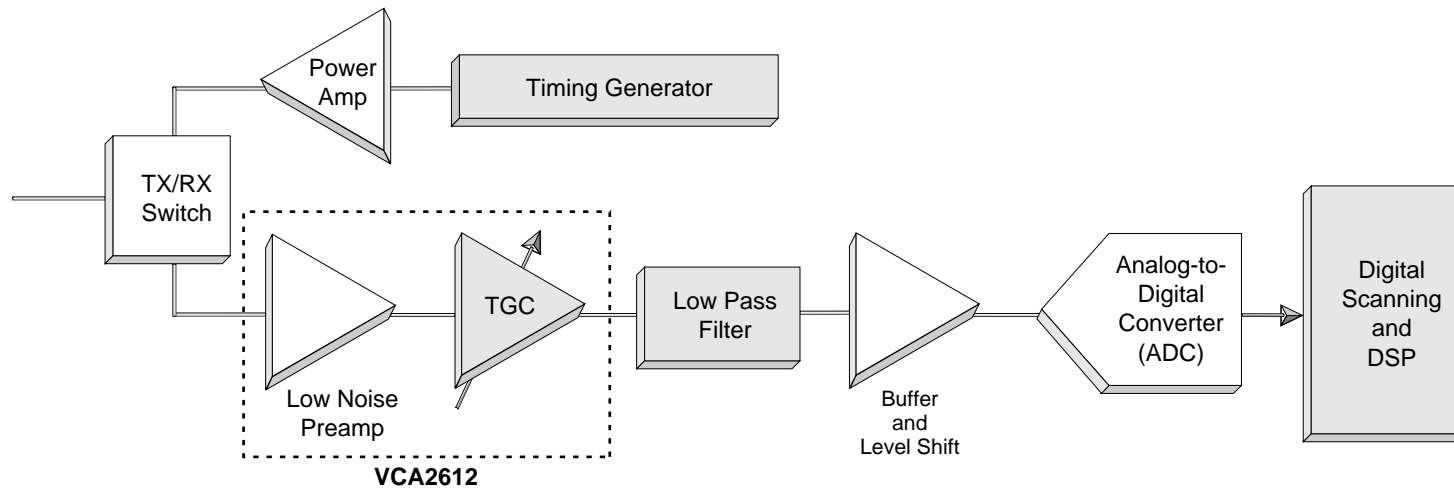 Power
Amp
Timing Generator
TX/RX
Switch
TGC
Low Noise
Preamp
VCA2612
Low Pass
Filter
Buffer
and
Level Shift
Analog-to-
Digital
Converter
(ADC)
Digital
Scanning
and
DSP